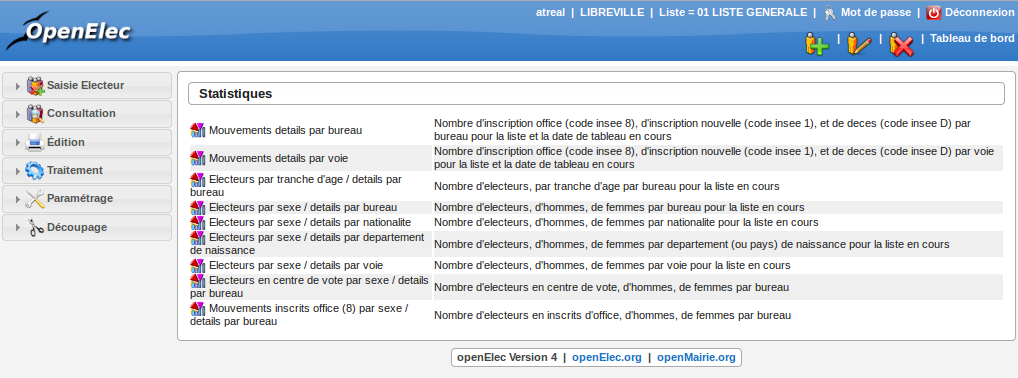 OpenElec
atreal | LIBREVILLE | Liste = 01 LISTE GENERALE | Mot de passe | Déconnexion
| | | Tableau de bord
Saisie Electeur
Consultation
Édition
Traitement
Paramétrage
Découpage
Statistiques
Mouvements details par bureau
Nombre d'inscription office (code insee 8), d'inscription nouvelle (code insee 1), et de deces (code insee D) par
bureau pour la liste et la date de tableau en cours
Mouvements details par voie
Nombre d'inscription office (code insee 8), d'inscription nouvelle (code insee 1), et de deces (code insee D) par voie
pour la liste et la date de tableau en cours
Electeurs par tranche d'age / details par
bureau
Nombre d'electeurs, par tranche d'age par bureau pour la liste en cours
Electeurs par sexe / details par bureau
Nombre d'electeurs, d'hommes, de femmes par bureau pour la liste en cours
Electeurs par sexe / details par nationalite
Nombre d'electeurs, d'hommes, de femmes par nationalite pour la liste en cours
Electeurs par sexe / details par departement
de naissance
Nombre d'electeurs, d'hommes, de femmes par departement (ou pays) de naissance pour la liste en cours
Electeurs par sexe / details par voie
Nombre d'electeurs, d'hommes, de femmes par voie pour la liste en cours
Electeurs en centre de vote par sexe / details
par bureau
Nombre d'electeurs en centre de vote, d'hommes, de femmes par bureau
Mouvements inscrits office (8) par sexe /
details par bureau
Nombre d'electeurs en inscrits d'office, d'hommes, de femmes par bureau
openElec Version 4 | openElec.org | openMairie.org